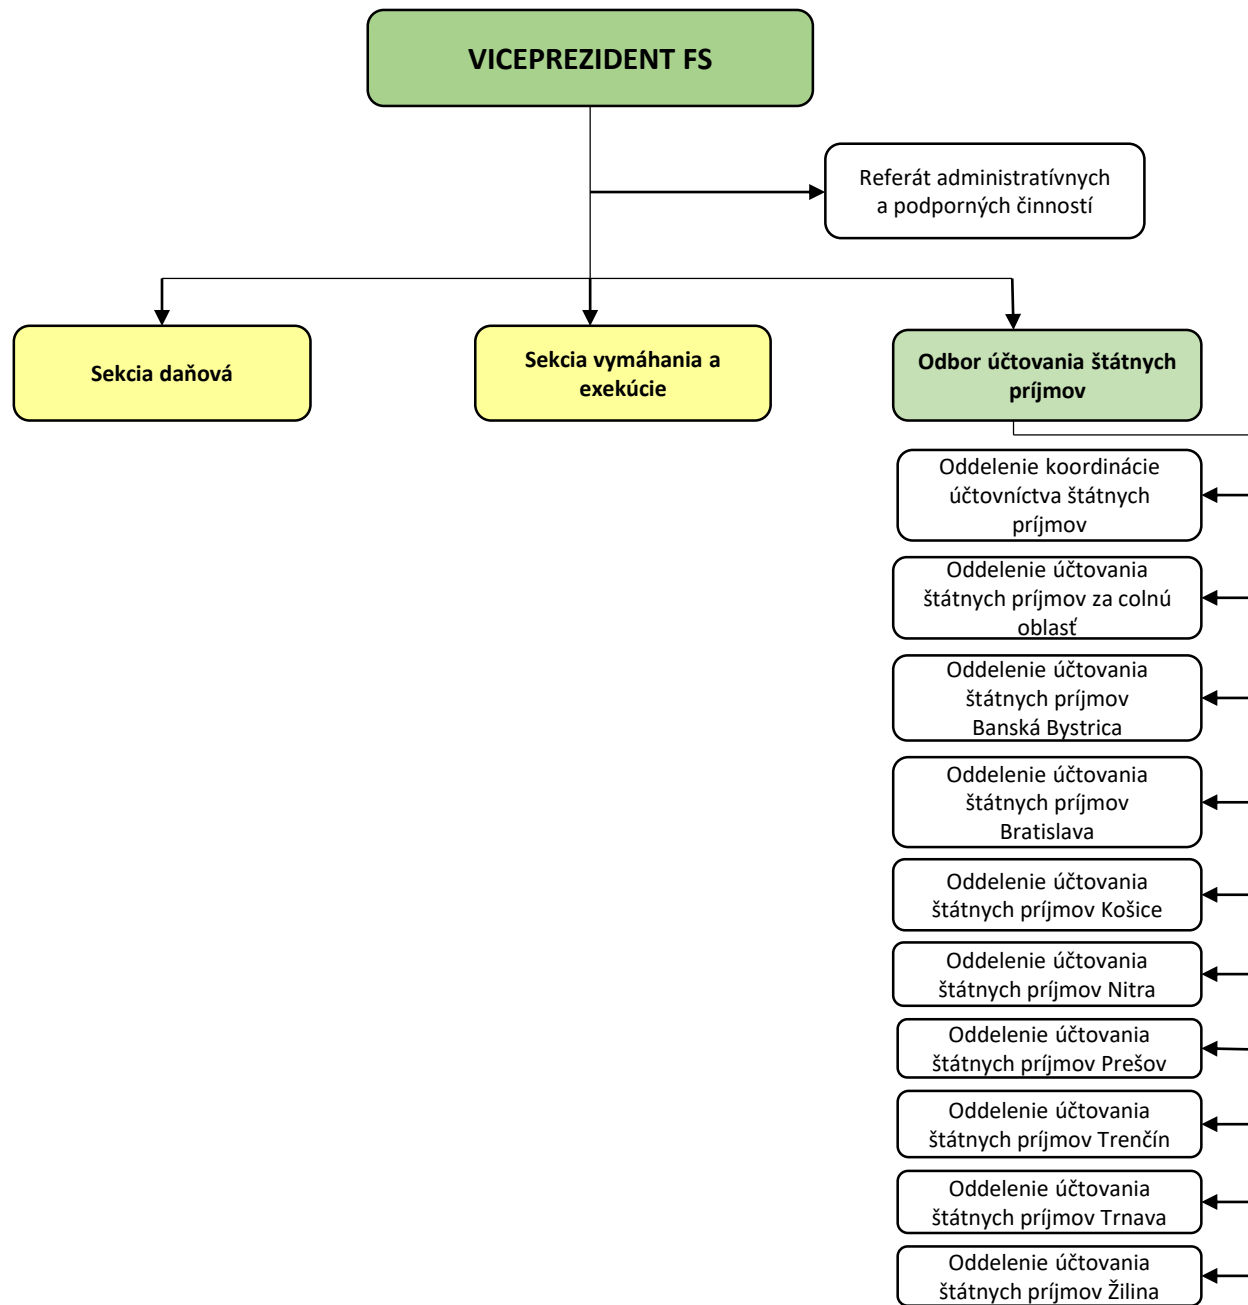 VICEPREZIDENT FS
Referát administratívnych
a podporných činností
Sekcia daňová
Sekcia vymáhania a
exekúcie
Odbor účtovania štátnych
príjmov
Oddelenie koordinácie
účtovníctva štátnych
príjmov
Oddelenie účtovania
štátnych príjmov za colnú
oblasť
Oddelenie účtovania
štátnych príjmov
Banská Bystrica
Oddelenie účtovania
štátnych príjmov
Bratislava
Oddelenie účtovania
štátnych príjmov Košice
Oddelenie účtovania
štátnych príjmov Nitra
Oddelenie účtovania
štátnych príjmov Prešov
Oddelenie účtovania
štátnych príjmov Trenčín
Oddelenie účtovania
štátnych príjmov Trnava
Oddelenie účtovania
štátnych príjmov Žilina